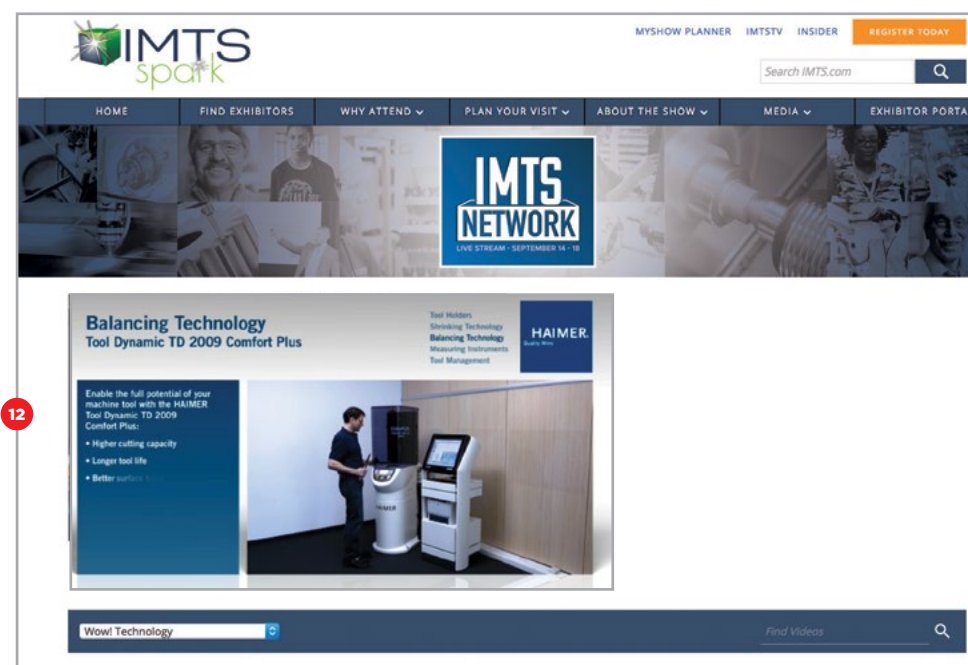 IMTS
spark
MYSHOW PLANNER IMTSTV INSIDER REGISTER TODAY
Search IMTS.com
HOME FIND EXHIBITORS WHY ATTEND PLAN YOUR VISIT ABOUT THE SHOW MEDIA EXHIBITOR PORTA
IMTS
NETWORK
LIVE STREAM - SEPTEMBER 14 - 18
Balancing Technology
Tool Dynamic TD 2009 Comfort Plus
Tool Holders
Shrinking Technology
Balancing Technology
Measuring Instruments
Tool Management
HAIMER.
Quality Wins
Enable the full potential of your
machine tool with the HAIMER
Tool Dynamic TD 2009
Comfort Plus:
• Higher cutting capacity
• Longer tool life
• Better surface
HAIMER
12
Wow! Technology
Find Videos